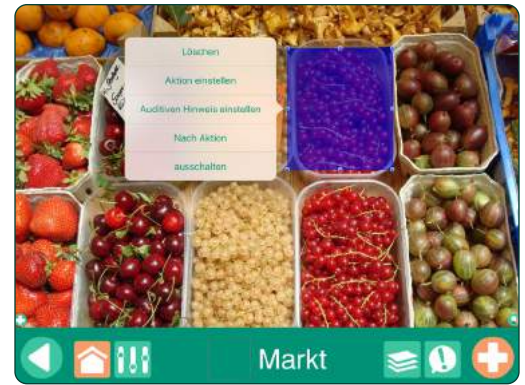 Löschen
Aktion einstellen
Auditiven Hinweis einstellen
Nach Aktion
ausschalten
Markt